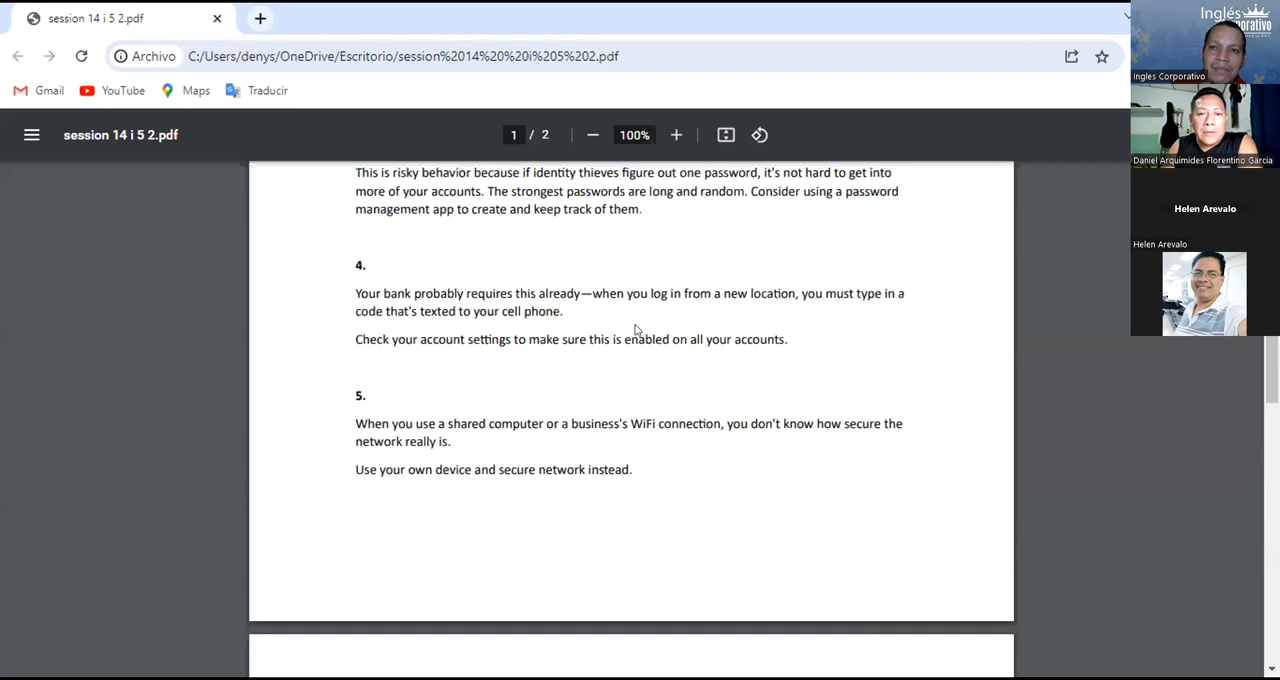 session 14 i 5 2.pdf
Archivo
C:/Users/denys/OneDrive/Escritorio/session%2014%20%20i%205%202.pdf
Gmail
YouTube
Maps
Traducir
session 14 i 5 2.pdf
1 / 2
100%
This is risky behavior because if identity thieves figure out one password, it's not hard to get into
more of your accounts. The strongest passwords are long and random. Consider using a password
management app to create and keep track of them.
4.
Your bank probably requires this already—when you log in from a new location, you must type in a
code that's texted to your cell phone.
Check your account settings to make sure this is enabled on all your accounts.
5.
When you use a shared computer or a business's WiFi connection, you don't know how secure the
network really is.
Use your own device and secure network instead.
Inglés
Ingles Corporativo
Daniel Arquimides Florentino Garcia
Helen Arevalo
Helen Arevalo